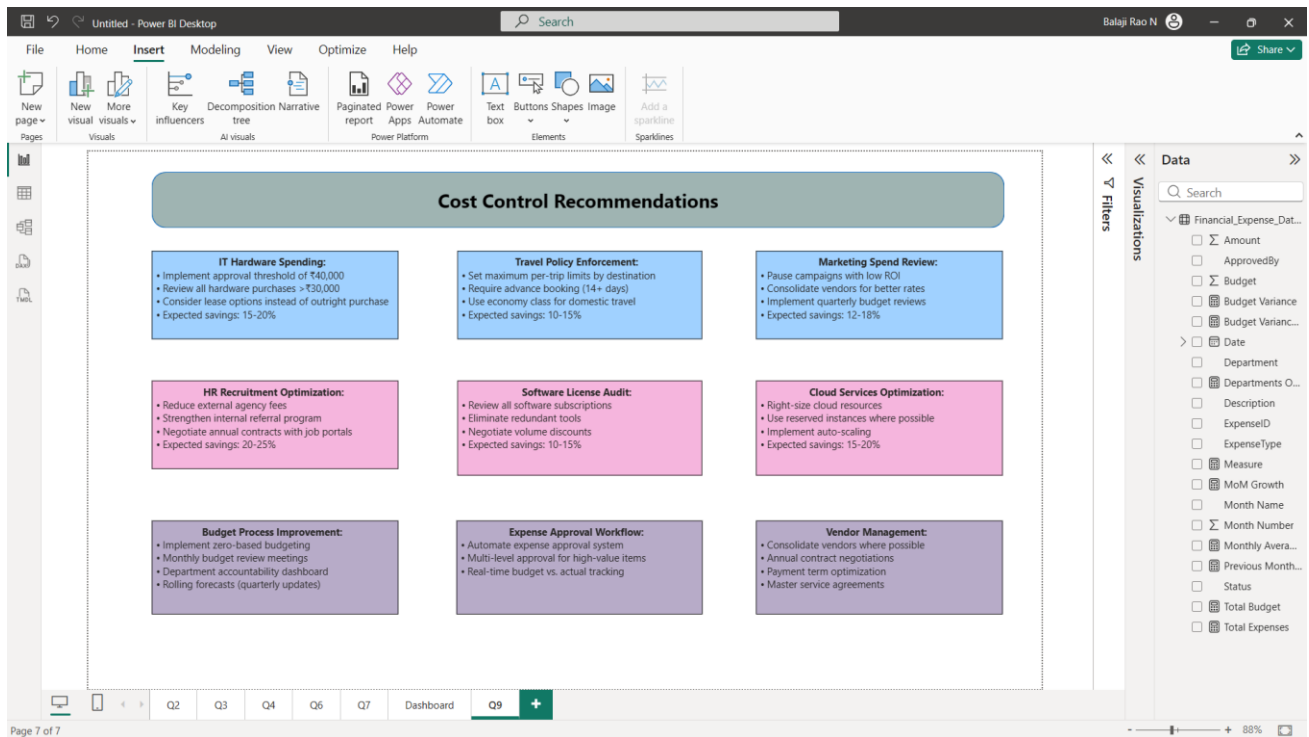 Untitled - Power BI Desktop
Search
Balaji Rao N
File Home Insert Modeling View Optimize Help
Share
New page
New visual
More visuals
Key influencers
Decomposition tree
Narrative
Paginated report
Power Apps
Power Automate
Text box
Buttons
Shapes
Image
Add a sparkline
Pages
Visuals
AI visuals
Power Platform
Elements
Sparklines
Cost Control Recommendations
IT Hardware Spending:
• Implement approval threshold of ₹40,000
• Review all hardware purchases >₹30,000
• Consider lease options instead of outright purchase
• Expected savings: 15-20%
Travel Policy Enforcement:
• Set maximum per-trip limits by destination
• Require advance booking (14+ days)
• Use economy class for domestic travel
• Expected savings: 10-15%
Marketing Spend Review:
• Pause campaigns with low ROI
• Consolidate vendors for better rates
• Implement quarterly budget reviews
• Expected savings: 12-18%
HR Recruitment Optimization:
• Reduce external agency fees
• Strengthen internal referral program
• Negotiate annual contracts with job portals
• Expected savings: 20-25%
Software License Audit:
• Review all software subscriptions
• Eliminate redundant tools
• Negotiate volume discounts
• Expected savings: 10-15%
Cloud Services Optimization:
• Right-size cloud resources
• Use reserved instances where possible
• Implement auto-scaling
• Expected savings: 15-20%
Budget Process Improvement:
• Implement zero-based budgeting
• Monthly budget review meetings
• Department accountability dashboard
• Rolling forecasts (quarterly updates)
Expense Approval Workflow:
• Automate expense approval system
• Multi-level approval for high-value items
• Real-time budget vs. actual tracking
Vendor Management:
• Consolidate vendors where possible
• Annual contract negotiations
• Payment term optimization
• Master service agreements
Filters
Visualizations
Data
Search
Financial_Expense_Dat...
Amount
ApprovedBy
Budget
Budget Variance
Budget Varianc...
Date
Department
Departments O...
Description
ExpenseID
ExpenseType
Measure
MoM Growth
Month Name
Month Number
Monthly Avera...
Previous Month...
Status
Total Budget
Total Expenses
Q2 Q3 Q4 Q6 Q7 Dashboard Q9
Page 7 of 7
88%